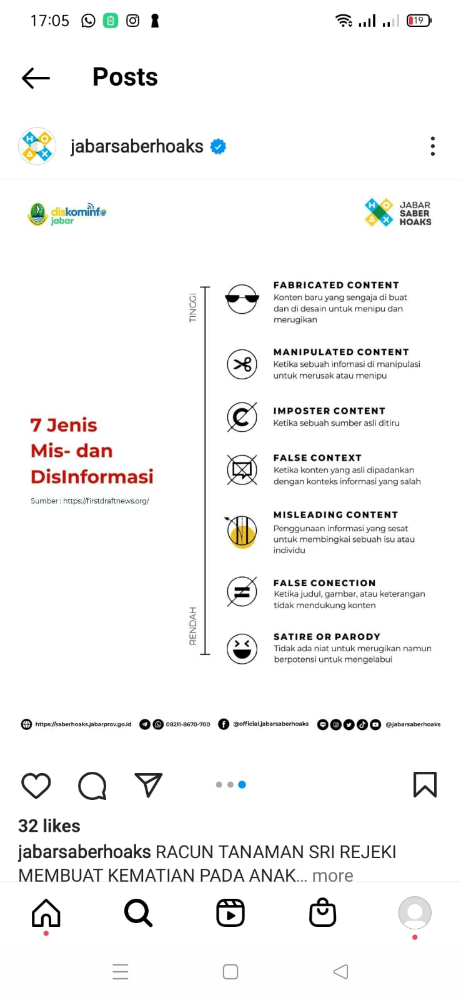 17:05
19
Posts
jabarsaberhoaks
diskominfo
jabar
H O A X
JABAR
SABER
HOAKS
TINGGI
FABRICATED CONTENT
Konten baru yang sengaja di buat
dan di desain untuk menipu dan
merugikan
MANIPULATED CONTENT
Ketika sebuah infomasi di manipulasi
untuk merusak atau menipu
IMPOSTER CONTENT
Ketika sebuah sumber asli ditiru
7 Jenis
Mis- dan
DisInformasi
Sumber : https://firstdraftnews.org/
FALSE CONTEXT
Ketika konten yang asli dipadankan
dengan konteks informasi yang salah
MISLEADING CONTENT
Penggunaan informasi yang sesat
untuk membingkai sebuah isu atau
individu
FALSE CONECTION
Ketika judul, gambar, atau keterangan
tidak mendukung konten
RENDAH
SATIRE OR PARODY
Tidak ada niat untuk merugikan namun
berpotensi untuk mengelabui
https://saberhoaks.jabarprov.go.id 08211-8670-700 @official.jabarsaberhoaks @jabarsaberhoaks
32 likes
jabarsaberhoaks RACUN TANAMAN SRI REJEKI
MEMBUAT KEMATIAN PADA ANAK... more